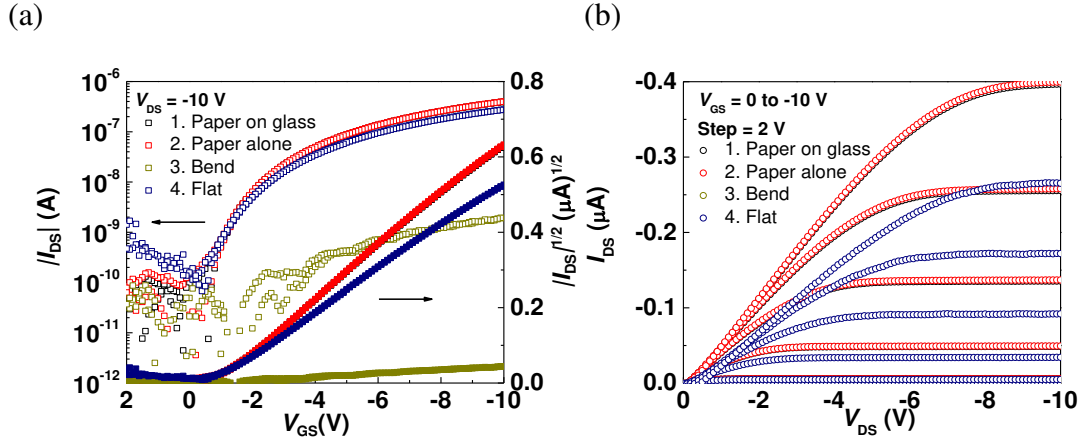 (a)
(b)
V_DS = -10 V
1. Paper on glass
2. Paper alone
3. Bend
4. Flat
10^-6
10^-7
10^-8
10^-9
10^-10
10^-11
10^-12
|I_DS| (A)
2 0 -2 -4 -6 -8 -10
V_GS(V)
0.8
0.6
0.4
0.2
0.0
|I_DS|^1/2 (μA)^1/2
V_GS = 0 to -10 V
Step = 2 V
1. Paper on glass
2. Paper alone
3. Bend
4. Flat
-0.4
-0.3
-0.2
-0.1
0.0
I_DS (μA)
0 -2 -4 -6 -8 -10
V_DS (V)